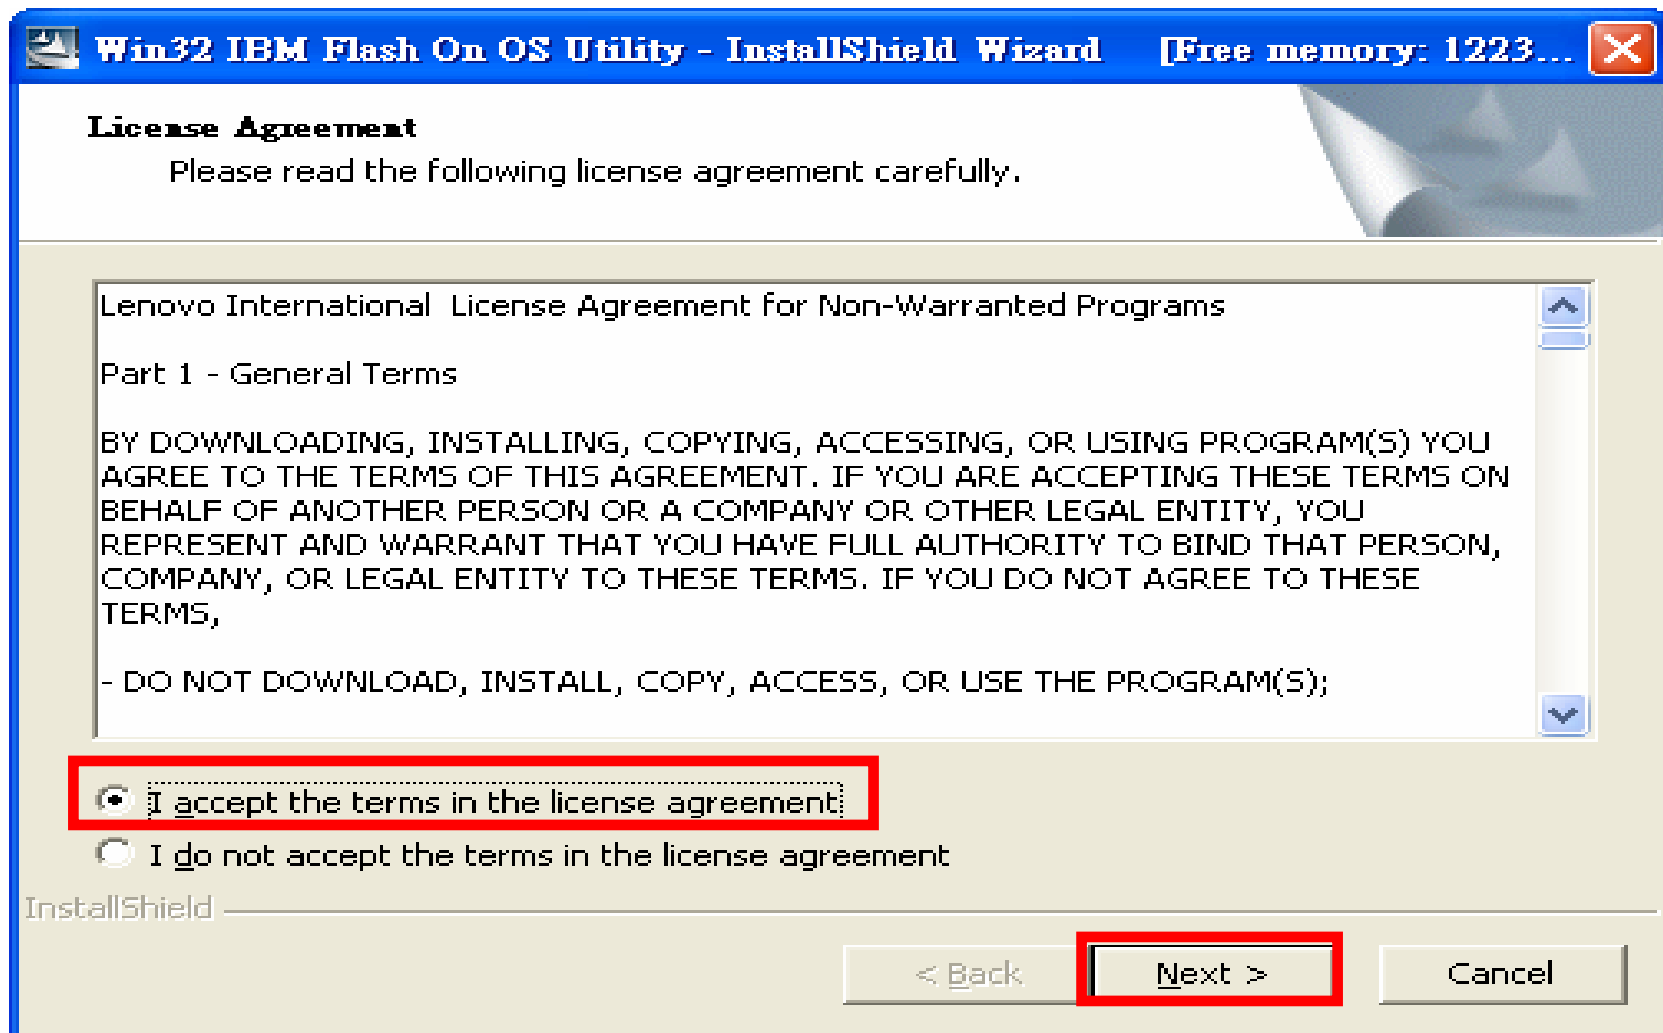 Win32 IBM Flash On OS Utility - InstallShield Wizard [Free memory: 1223...
License Agreement
Please read the following license agreement carefully.
Lenovo International  License Agreement for Non-Warranted Programs
Part 1 - General Terms
BY DOWNLOADING, INSTALLING, COPYING, ACCESSING, OR USING PROGRAM(S) YOU
AGREE TO THE TERMS OF THIS AGREEMENT. IF YOU ARE ACCEPTING THESE TERMS ON
BEHALF OF ANOTHER PERSON OR A COMPANY OR OTHER LEGAL ENTITY, YOU
REPRESENT AND WARRANT THAT YOU HAVE FULL AUTHORITY TO BIND THAT PERSON,
COMPANY, OR LEGAL ENTITY TO THESE TERMS. IF YOU DO NOT AGREE TO THESE
TERMS,
- DO NOT DOWNLOAD, INSTALL, COPY, ACCESS, OR USE THE PROGRAM(S);
I accept the terms in the license agreement
I do not accept the terms in the license agreement
InstallShield
< Back Next > Cancel